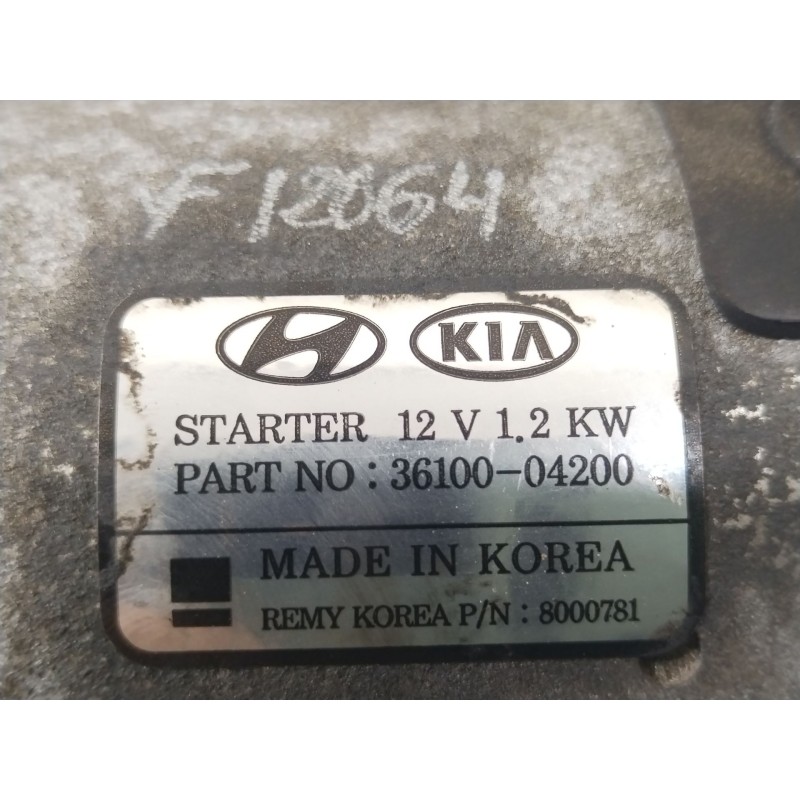 F 12064
KIA
STARTER 12 V 1.2 KW
PART NO : 36100-04200
MADE IN KOREA
REMY KOREA P/N : 8000781